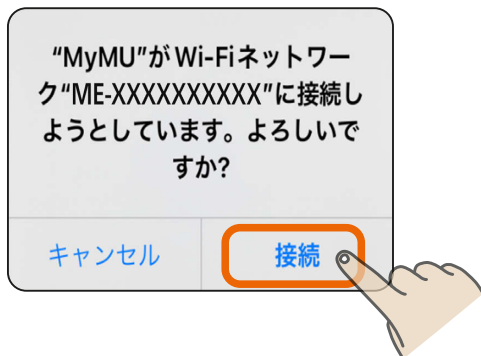 “MyMU”がWi-Fiネットワー
ク“ME-XXXXXXXXXX”に接続し
ようとしています。よろしいで
すか?
キャンセル
接続